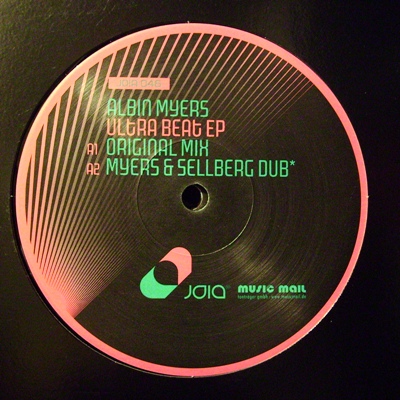 ALBIN MYERS
ULTRA BEAT EP
A1 ORIGINAL MIX
A2 MYERS & SELLBERG DUB*
JOIA
MUSIC MAIL